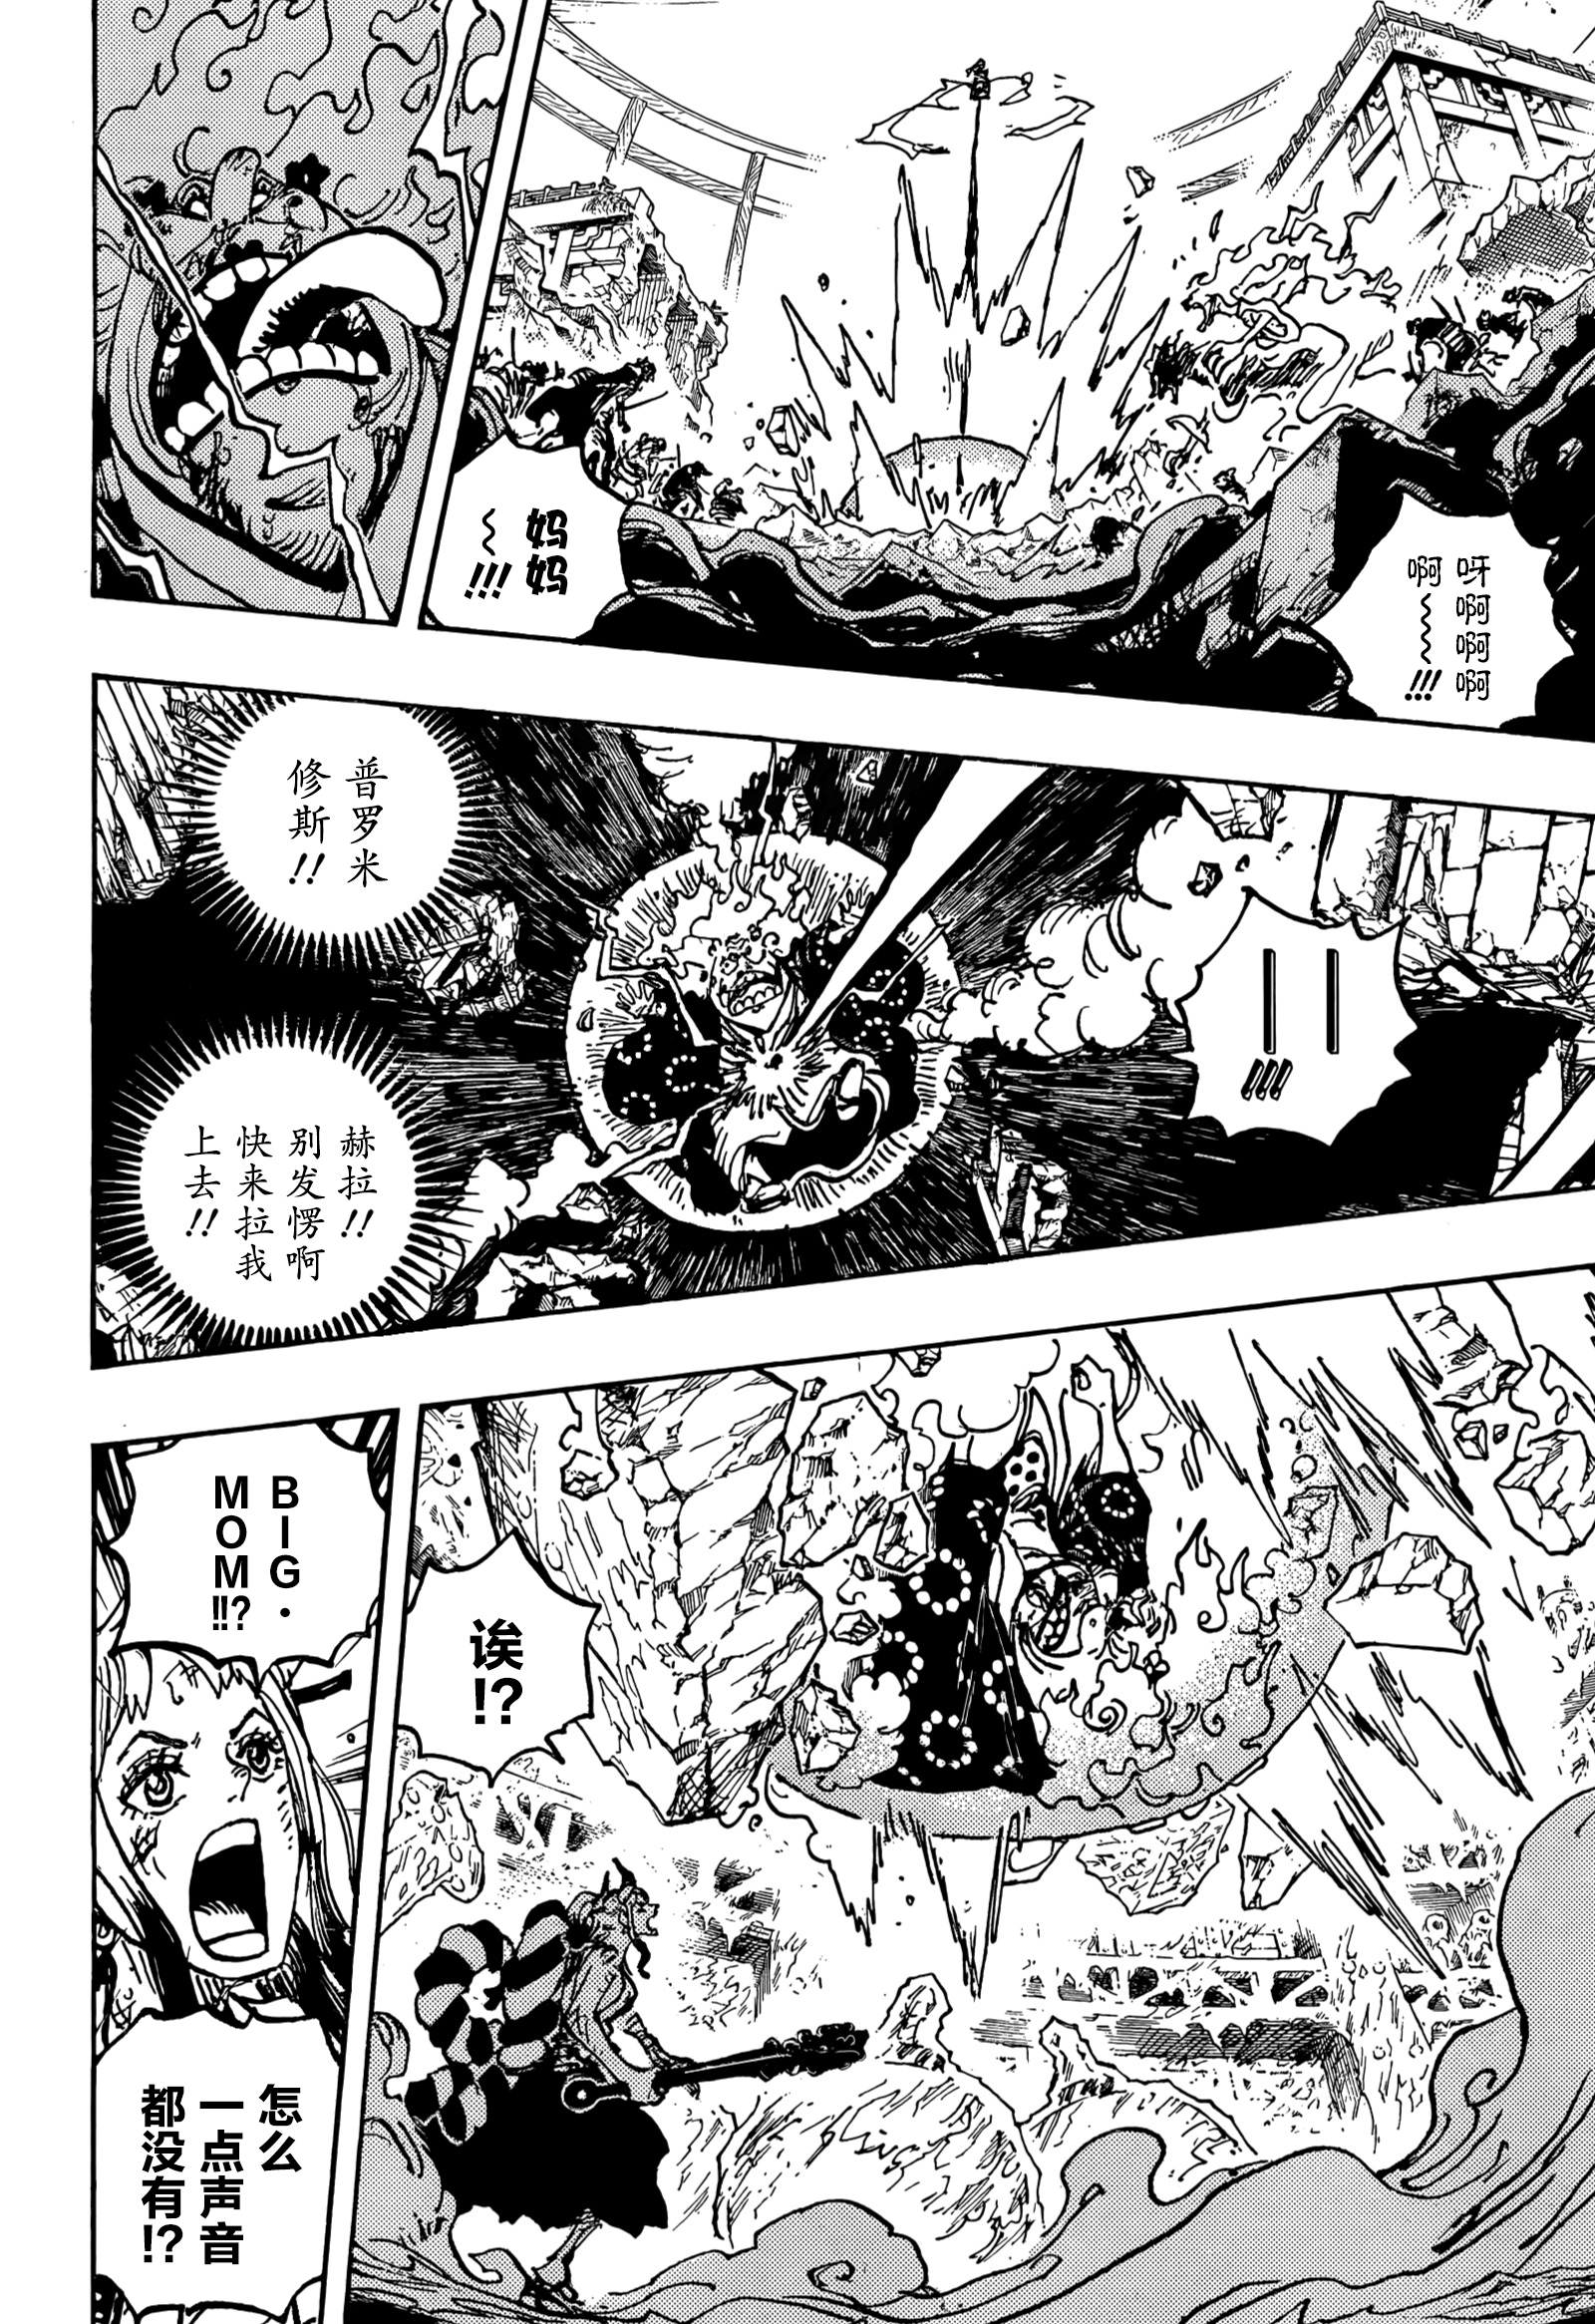 呀啊啊啊
啊～～～!!!
妈妈
～!!!
——!!!
普罗米
修斯!!
赫拉!!
别发愣啊
快来拉我
上去!!
诶!?
BIG·
MOM!!?
怎么
一点声音
都没有!?